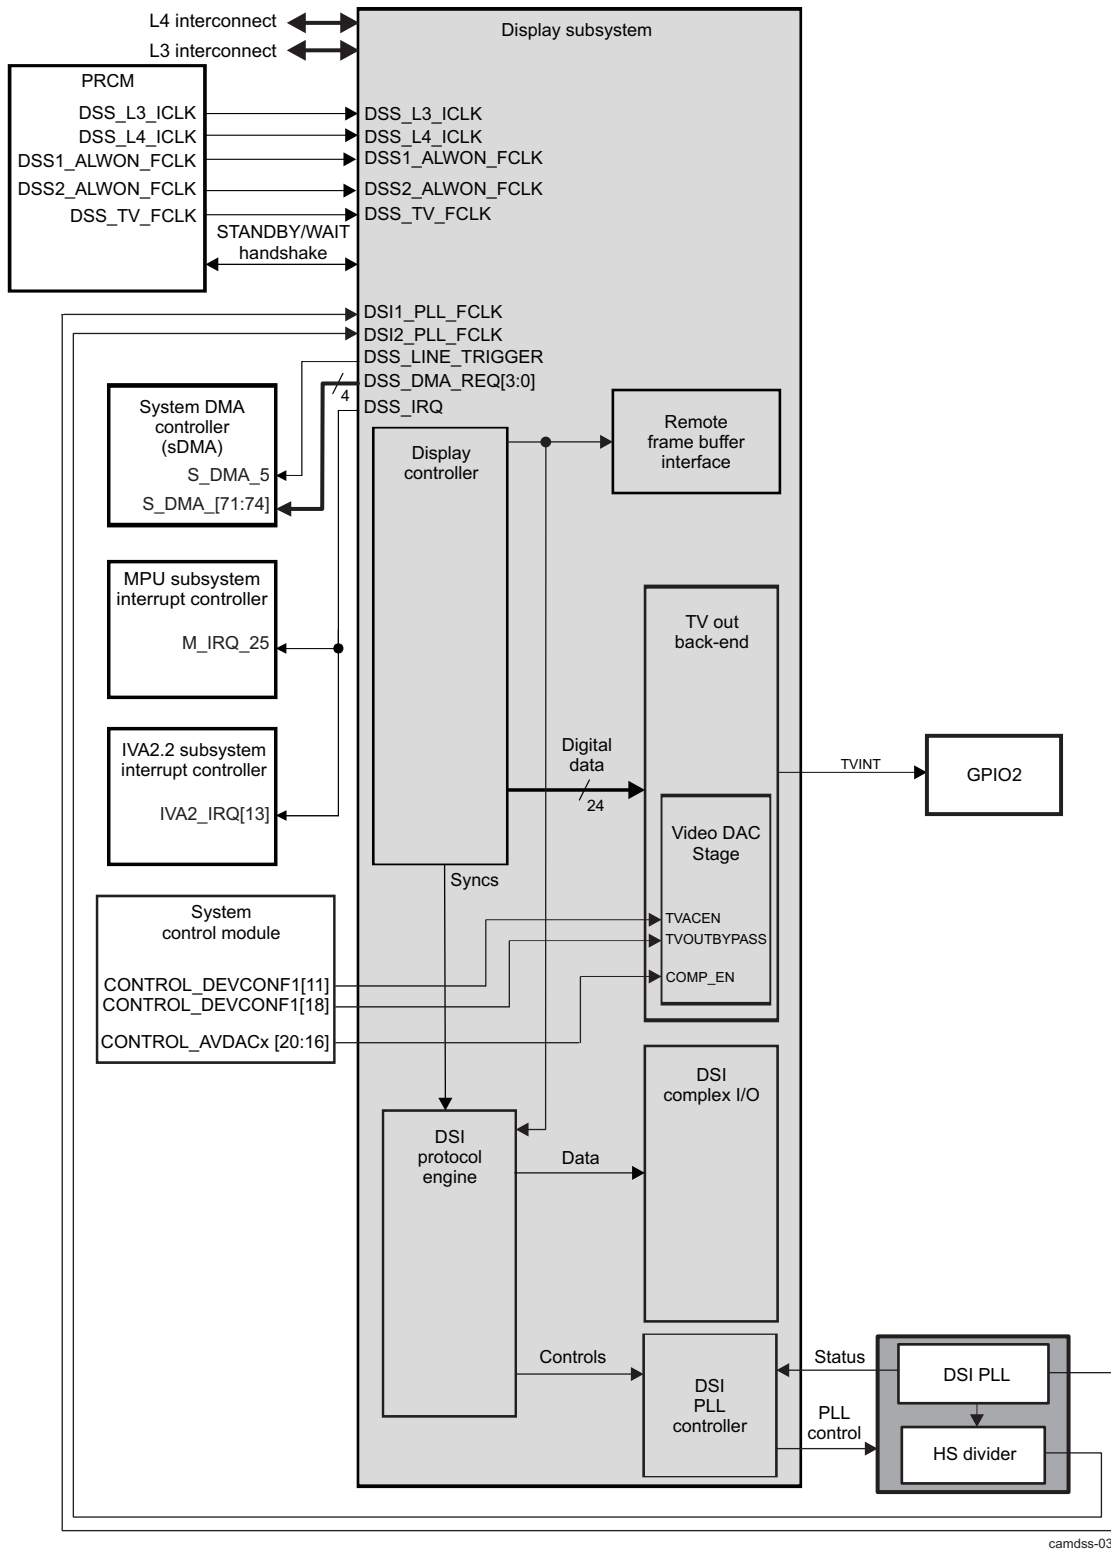 L4 interconnect
L3 interconnect
Display subsystem
PRCM
DSS_L3_ICLK
DSS_L4_ICLK
DSS1_ALWON_FCLK
DSS2_ALWON_FCLK
DSS_TV_FCLK
DSS_L3_ICLK
DSS_L4_ICLK
DSS1_ALWON_FCLK
DSS2_ALWON_FCLK
DSS_TV_FCLK
STANDBY/WAIT
handshake
DSI1_PLL_FCLK
DSI2_PLL_FCLK
DSS_LINE_TRIGGER
DSS_DMA_REQ[3:0]
4
DSS_IRQ
System DMA
controller
(sDMA)
S_DMA_5
S_DMA_[71:74]
Display
controller
Remote
frame buffer
interface
MPU subsystem
interrupt controller
M_IRQ_25
TV out
back-end
IVA2.2 subsystem
interrupt controller
IVA2_IRQ[13]
Digital
data
24
TVINT
GPIO2
Video DAC
Stage
Syncs
TVACEN
TVOUTBYPASS
COMP_EN
System
control module
CONTROL_DEVCONF1[11]
CONTROL_DEVCONF1[18]
CONTROL_AVDACx [20:16]
DSI
complex I/O
DSI
protocol
engine
Data
Controls
DSI
PLL
controller
Status
PLL
control
DSI PLL
HS divider
camdss-03